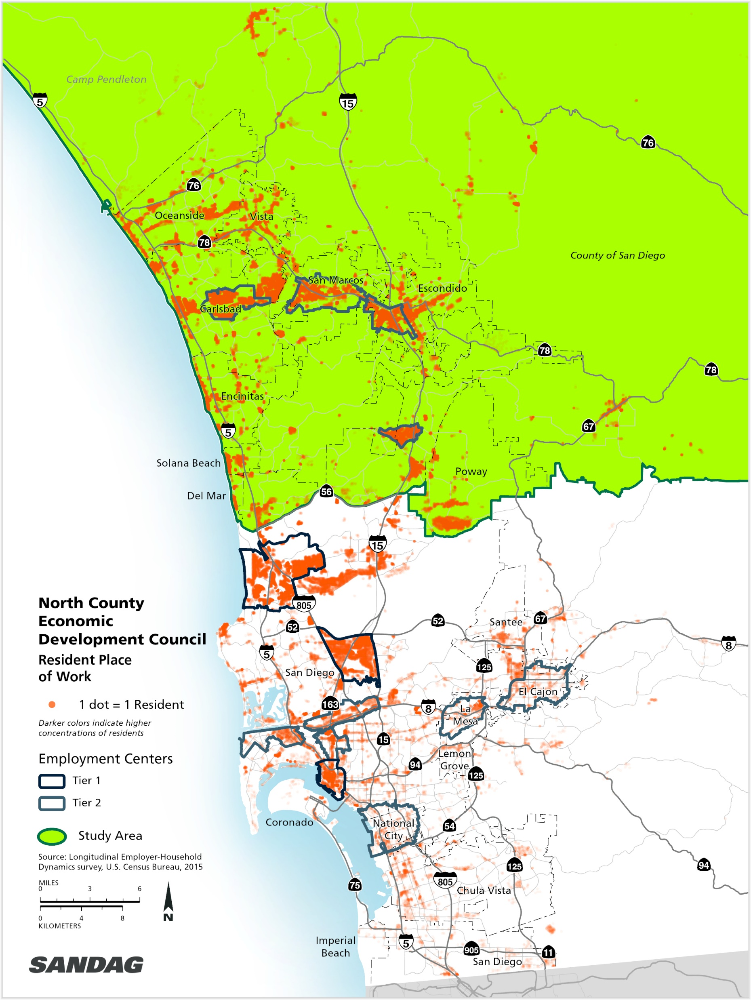 Camp Pendleton
5
15
76
76
Oceanside
Vista
78
County of San Diego
San Marcos
Escondido
Carlsbad
78
78
Encinitas
67
5
Solana Beach
Poway
56
Del Mar
15
North County
Economic
Development Council
Resident Place
of Work
1 dot = 1 Resident
Darker colors indicate higher
concentrations of residents
Employment Centers
Tier 1
Tier 2
Study Area
Source: Longitudinal Employer-Household
Dynamics survey, U.S. Census Bureau, 2015
MILES
0 3 6
0 4 8
KILOMETERS
N
SANDAG
805
52
52
Santee
67
8
5
125
San Diego
El Cajon
163
8
La
Mesa
15
Lemon
Grove
94
125
Coronado
National
City
54
125
94
805
75
Chula Vista
Imperial
Beach
5
905
11
San Diego